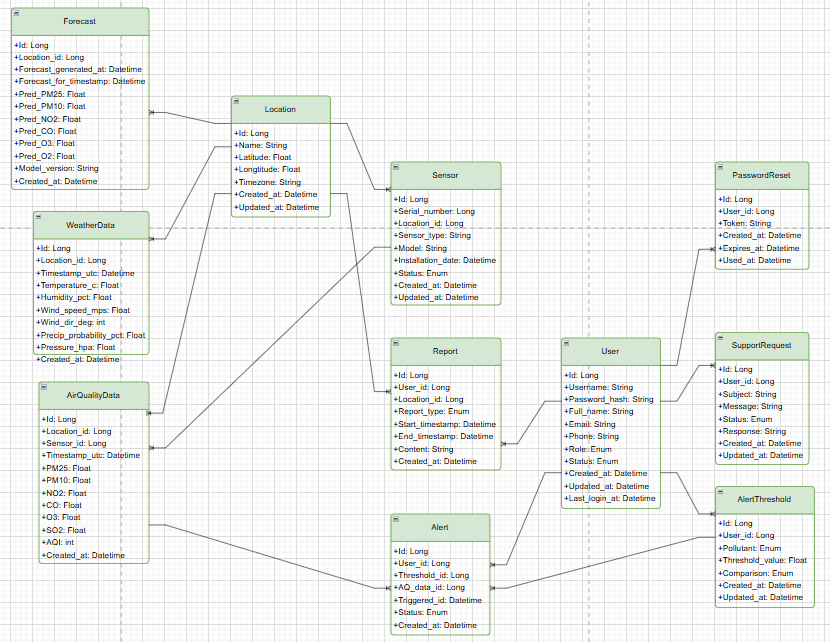 Forecast
+Id: Long
+Location_id: Long
+Forecast_generated_at: Datetime
+Forecast_for_timestamp: Datetime
+Pred_PM25: Float
+Pred_PM10: Float
+Pred_NO2: Float
+Pred_CO: Float
+Pred_O3: Float
+Pred_O2: Float
+Model_version: String
+Created_at: Datetime
WeatherData
+Id: Long
+Location_id: Long
+Timestamp_utc: Datetime
+Temperature_c: Float
+Humidity_pct: Float
+Wind_speed_mps: Float
+Wind_dir_deg: int
+Precip_probability_pct: Float
+Pressure_hpa: Float
+Created_at: Datetime
AirQualityData
+Id: Long
+Location_id: Long
+Sensor_id: Long
+Timestamp_utc: Datetime
+PM25: Float
+PM10: Float
+NO2: Float
+CO: Float
+O3: Float
+SO2: Float
+AQI: int
+Created_at: Datetime
Location
+Id: Long
+Name: String
+Latitude: Float
+Longtitude: Float
+Timezone: String
+Created_at: Datetime
+Updated_at: Datetime
Sensor
+Id: Long
+Serial_number: Long
+Location_id: Long
+Sensor_type: String
+Model: String
+Installation_date: Datetime
+Status: Enum
+Created_at: Datetime
+Updated_at: Datetime
Report
+Id: Long
+User_id: Long
+Location_id: Long
+Report_type: Enum
+Start_timestamp: Datetime
+End_timestamp: Datetime
+Content: String
+Created_at: Datetime
Alert
+Id: Long
+User_id: Long
+Threshold_id: Long
+AQ_data_id: Long
+Triggered_id: Datetime
+Status: Enum
+Created_at: Datetime
User
+Id: Long
+Username: String
+Password_hash: String
+Full_name: String
+Email: String
+Phone: String
+Role: Enum
+Status: Enum
+Created_at: Datetime
+Updated_at: Datetime
+Last_login_at: Datetime
PasswordReset
+Id: Long
+User_id: Long
+Token: String
+Created_at: Datetime
+Expires_at: Datetime
+Used_at: Datetime
SupportRequest
+Id: Long
+User_id: Long
+Subject: String
+Message: String
+Status: Enum
+Response: String
+Created_at: Datetime
+Updated_at: Datetime
AlertThreshold
+Id: Long
+User_id: Long
+Pollutant: Enum
+Threshold_value: Float
+Comparison: Enum
+Created_at: Datetime
+Updated_at: Datetime